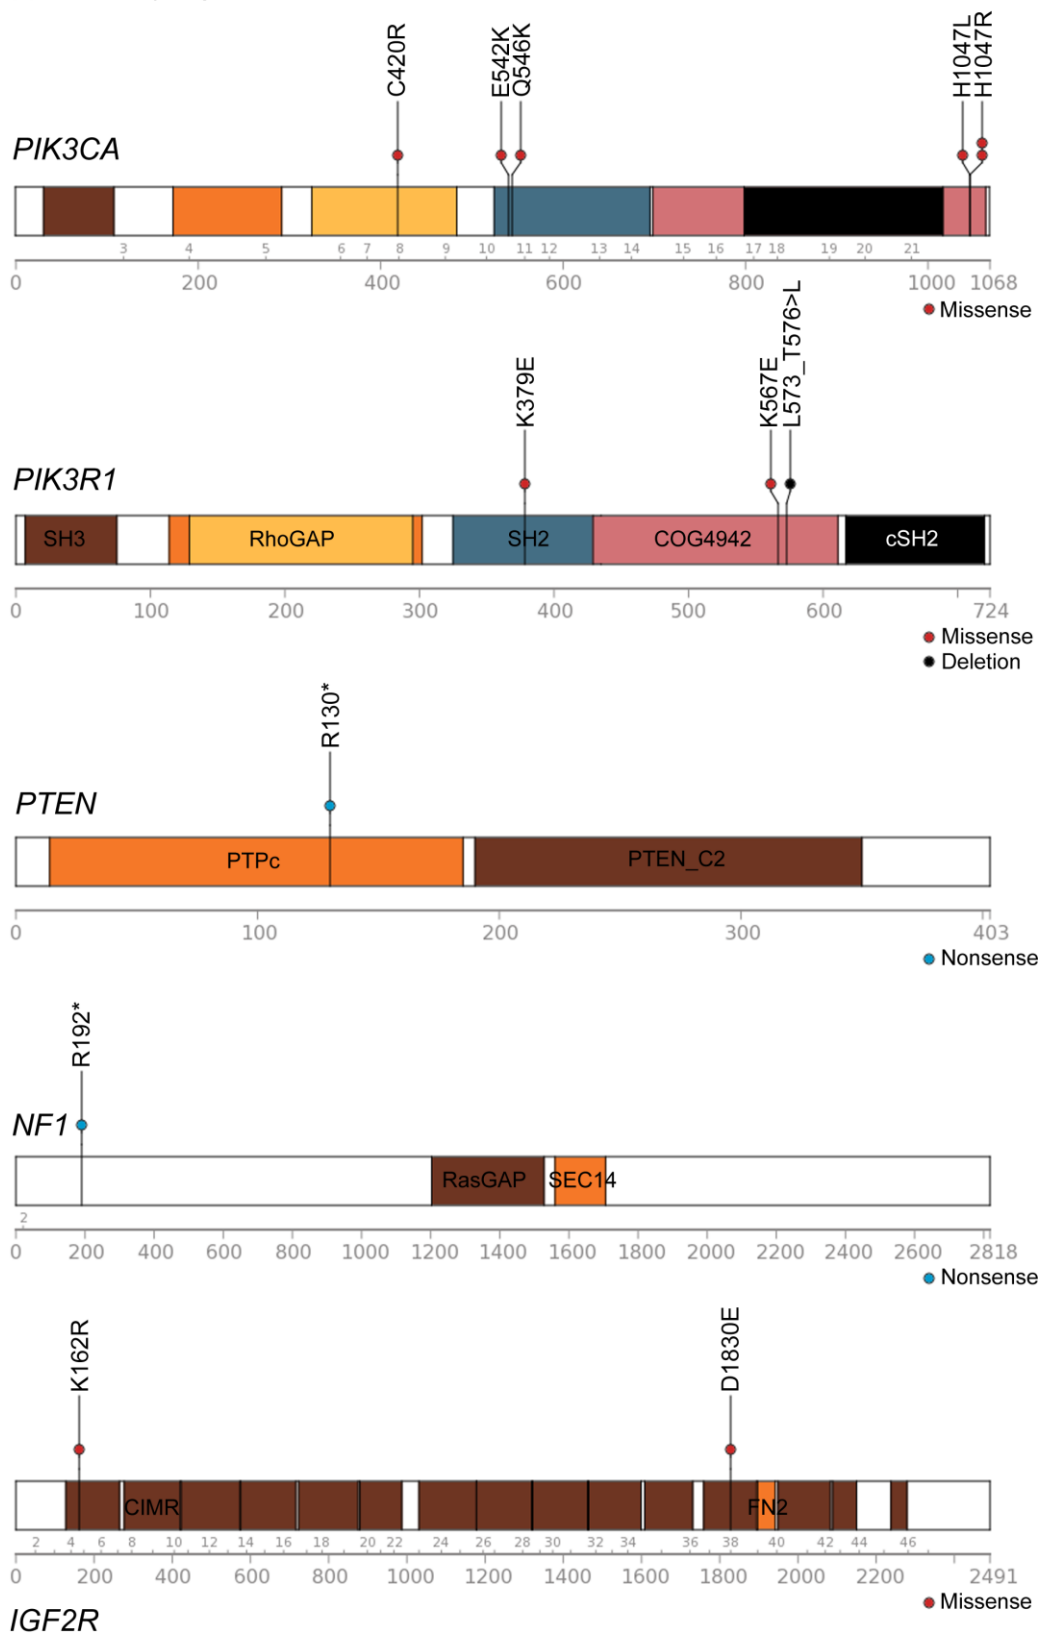 C420R
E542K
Q546K
H1047L
H1047R
PIK3CA
3 4 5 6 7 8 9 10 11 12 13 14 15 16 17 18 19 20 21
0 200 400 600 800 1000 1068
Missense
K379E
K567E
L573_T576>L
PIK3R1
SH3 RhoGAP SH2 COG4942 cSH2
0 100 200 300 400 500 600 724
Missense
Deletion
R130*
PTEN
PTPc PTEN_C2
0 100 200 300 403
Nonsense
R192*
NF1
RasGAP SEC14
2
0 200 400 600 800 1000 1200 1400 1600 1800 2000 2200 2400 2600 2818
Nonsense
K162R
D1830E
CIMR FN2
2 4 6 8 10 12 14 16 18 20 22 24 26 28 30 32 34 36 38 40 42 44 46
0 200 400 600 800 1000 1200 1400 1600 1800 2000 2200 2491
Missense
IGF2R